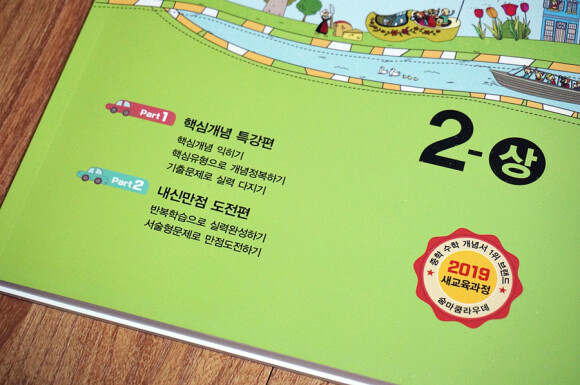 Part 1
핵심개념 특강편
핵심개념 익히기
핵심유형으로 개념정복하기
기출문제로 실력 다지기
Part 2
내신만점 도전편
반복학습으로 실력완성하기
서술형문제로 만점도전하기
2-상
중학 수학 개념서 1위 브랜드
2019
새교육과정
숨마쿰라우데